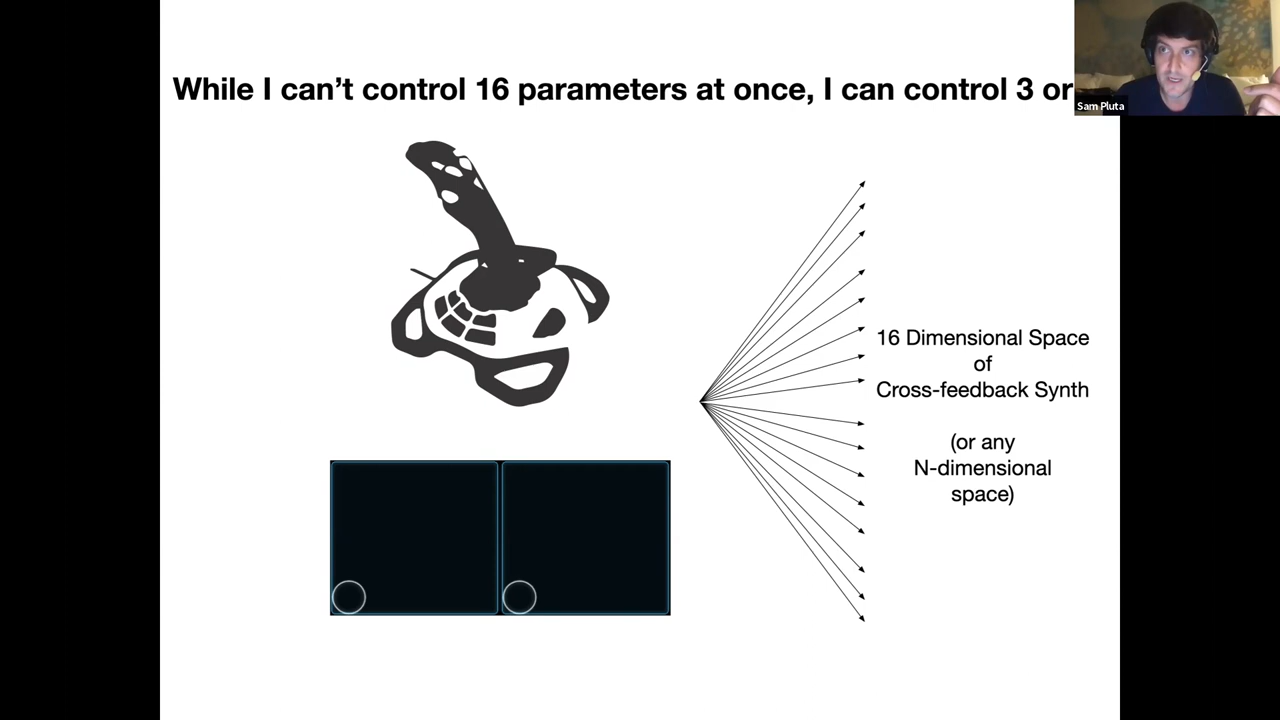 While I can't control 16 parameters at once, I can control 3 or
Sam Pluta
16 Dimensional Space
of
Cross-feedback Synth
(or any
N-dimensional
space)